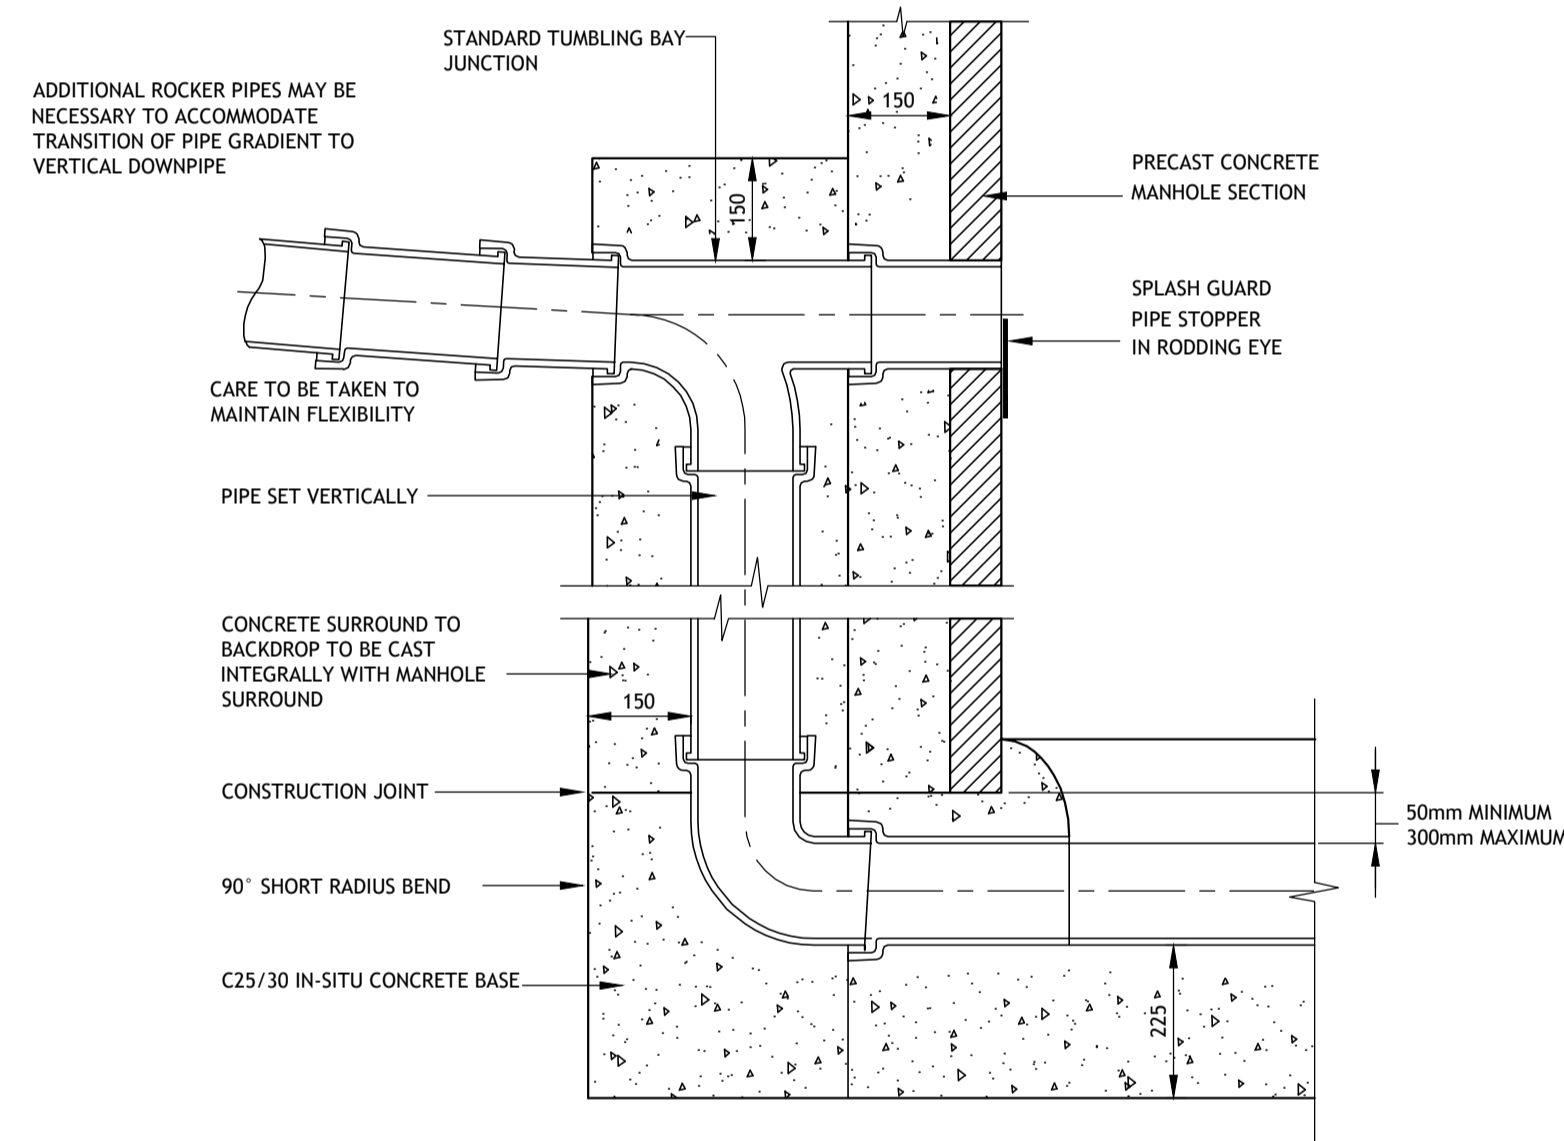 STANDARD TUMBLING BAY
JUNCTION
ADDITIONAL ROCKER PIPES MAY BE
NECESSARY TO ACCOMMODATE
TRANSITION OF PIPE GRADIENT TO
VERTICAL DOWNPIPE
150
150
PRECAST CONCRETE
MANHOLE SECTION
SPLASH GUARD
PIPE STOPPER
IN RODDING EYE
CARE TO BE TAKEN TO
MAINTAIN FLEXIBILITY
PIPE SET VERTICALLY
CONCRETE SURROUND TO
BACKDROP TO BE CAST
INTEGRALLY WITH MANHOLE
SURROUND
150
CONSTRUCTION JOINT
50mm MINIMUM
300mm MAXIMUM
90° SHORT RADIUS BEND
C25/30 IN-SITU CONCRETE BASE
225